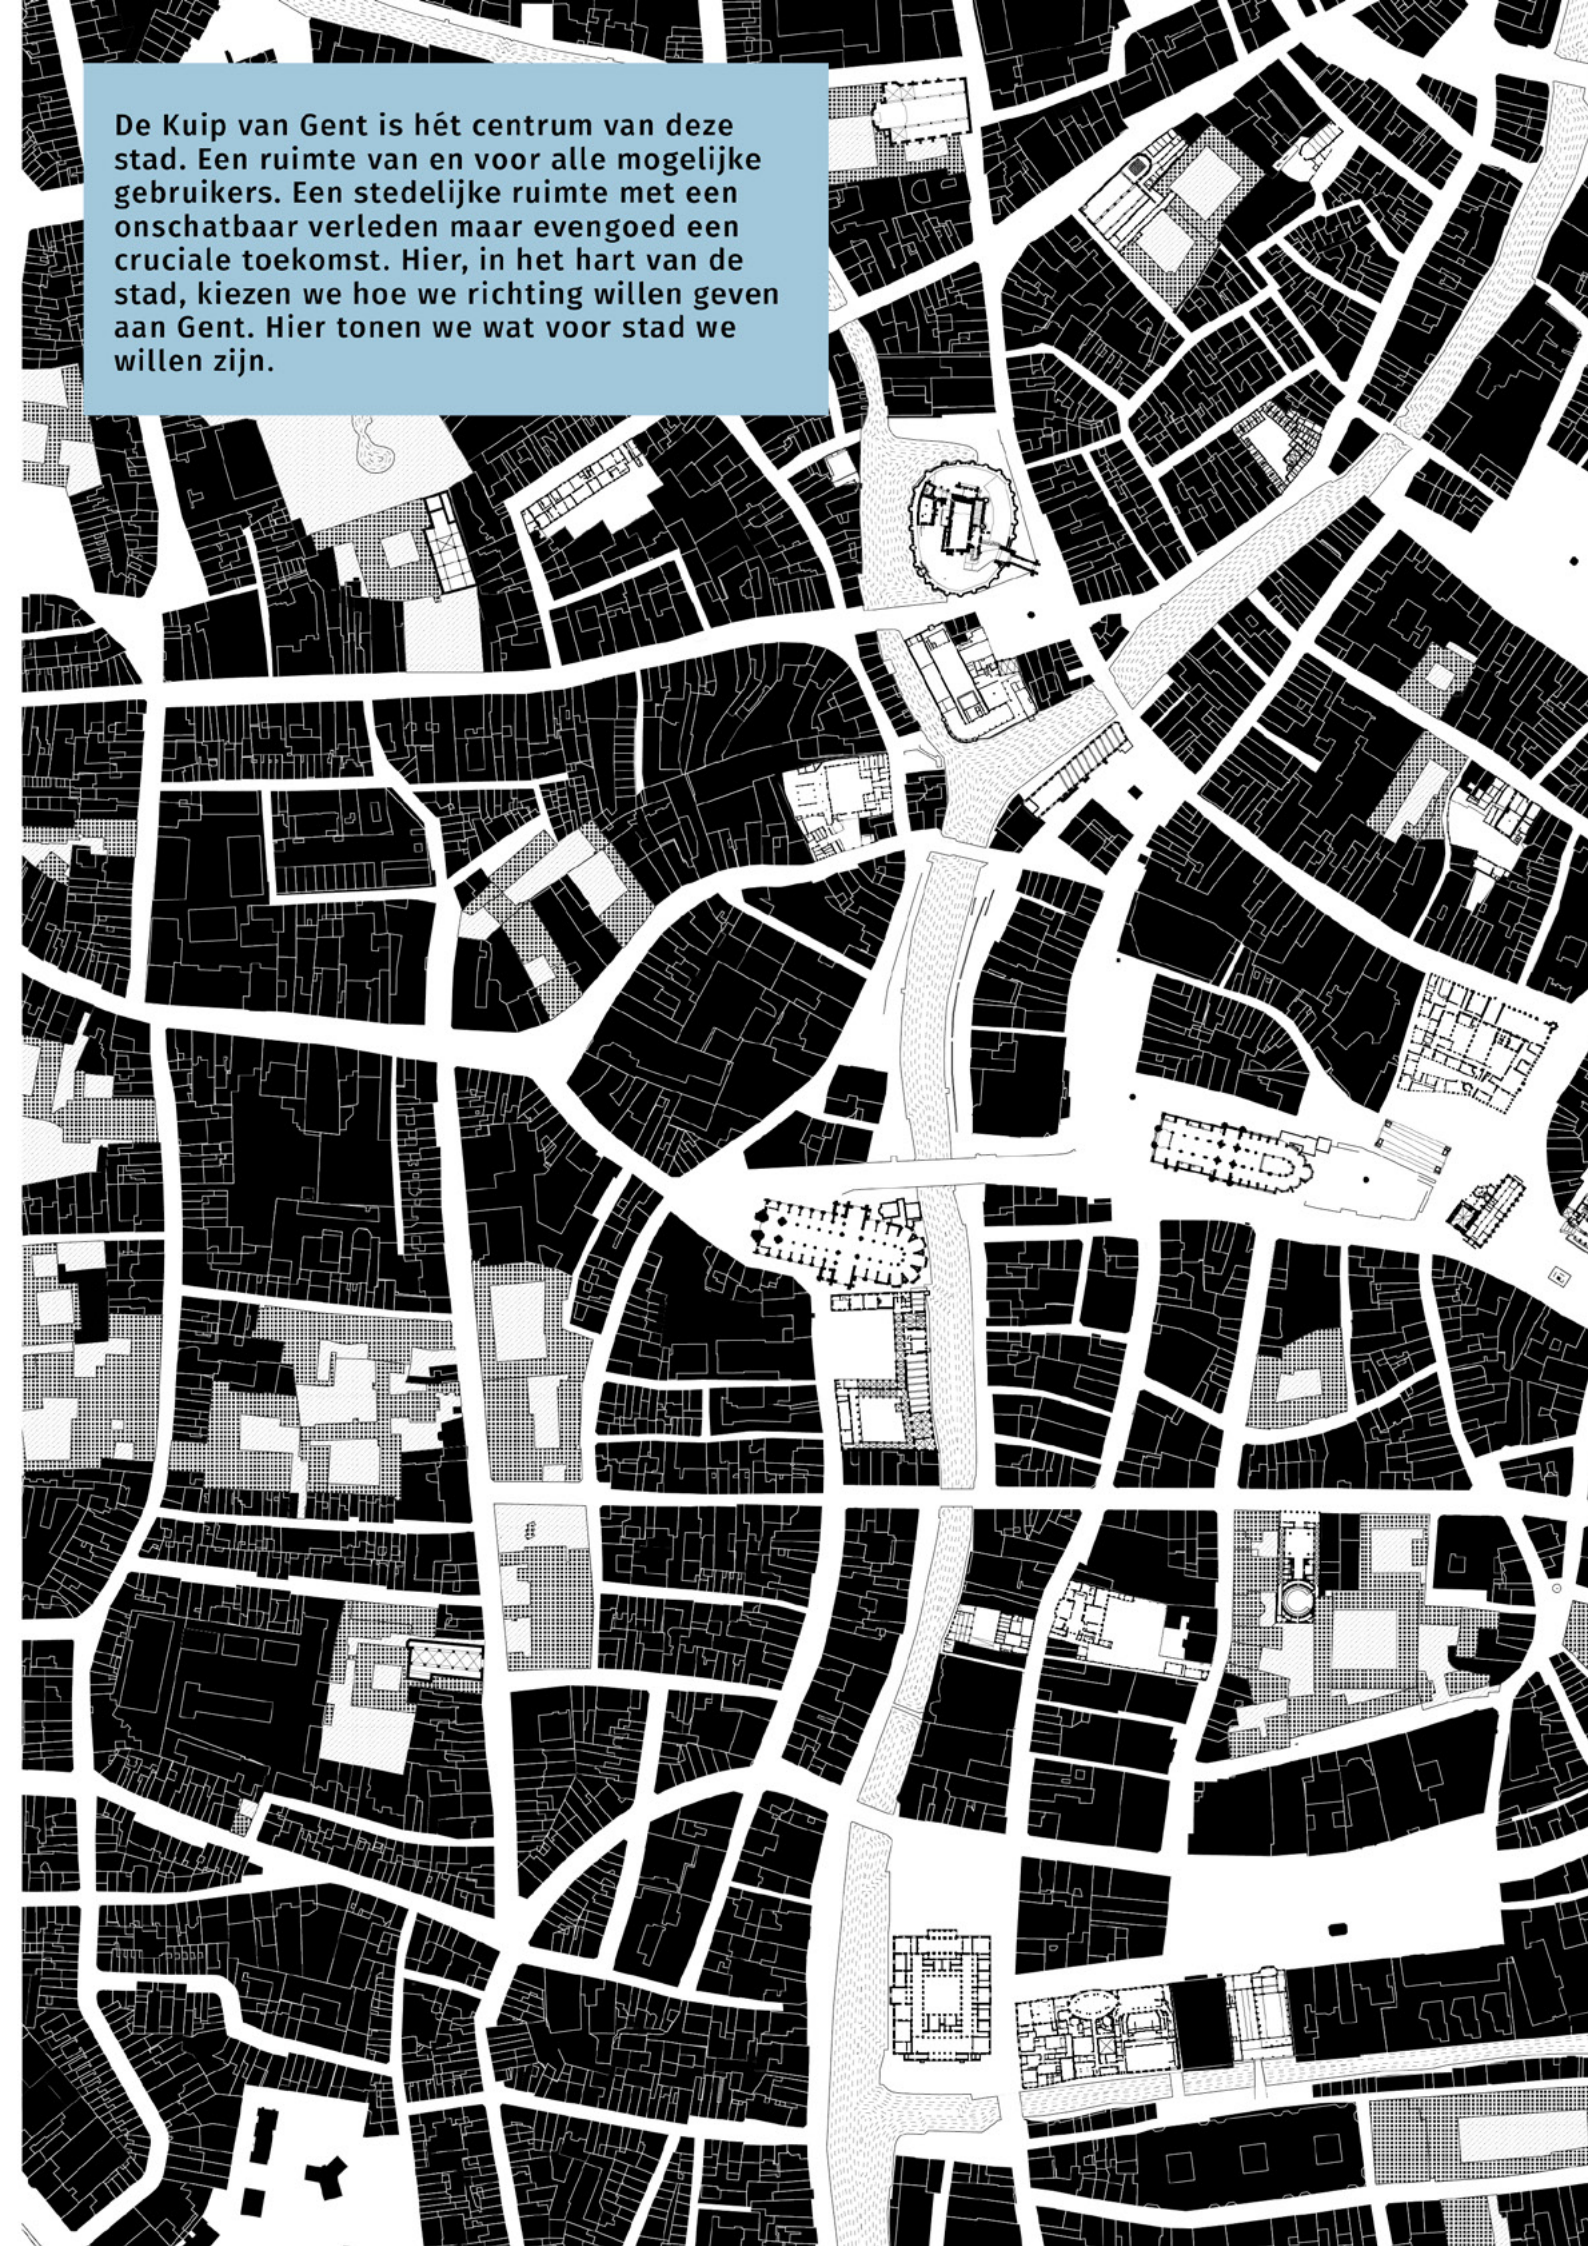 De Kuip van Gent is hét centrum van deze
stad. Een ruimte van en voor alle mogelijke
gebruikers. Een stedelijke ruimte met een
onschatbaar verleden maar evengoed een
cruciale toekomst. Hier, in het hart van de
stad, kiezen we hoe we richting willen geven
aan Gent. Hier tonen we wat voor stad we
willen zijn.